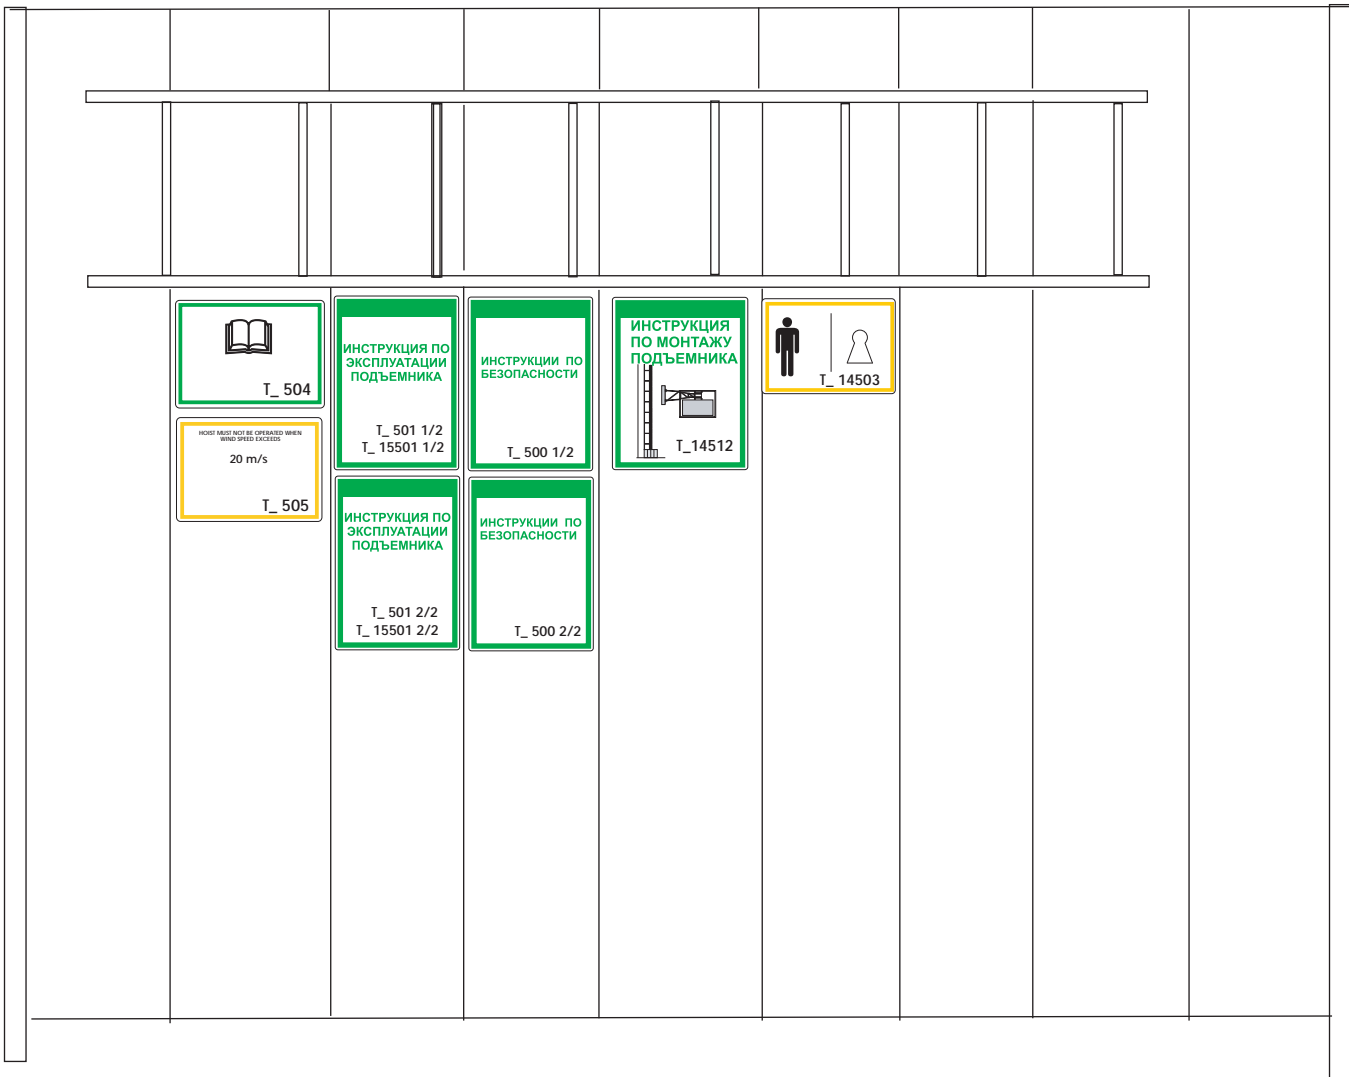 T_ 504
HOIST MUST NOT BE OPERATED WHEN
WIND SPEED EXCEEDS
20 m/s
T_ 505
ИНСТРУКЦИЯ ПО
ЭКСПЛУАТАЦИИ
ПОДЪЕМНИКА
T_ 501 1/2
T_ 15501 1/2
ИНСТРУКЦИЯ ПО
ЭКСПЛУАТАЦИИ
ПОДЪЕМНИКА
T_ 501 2/2
T_ 15501 2/2
ИНСТРУКЦИИ ПО
БЕЗОПАСНОСТИ
T_ 500 1/2
ИНСТРУКЦИИ ПО
БЕЗОПАСНОСТИ
T_ 500 2/2
ИНСТРУКЦИЯ
ПО МОНТАЖУ
ПОДЪЕМНИКА
T_14512
T_ 14503